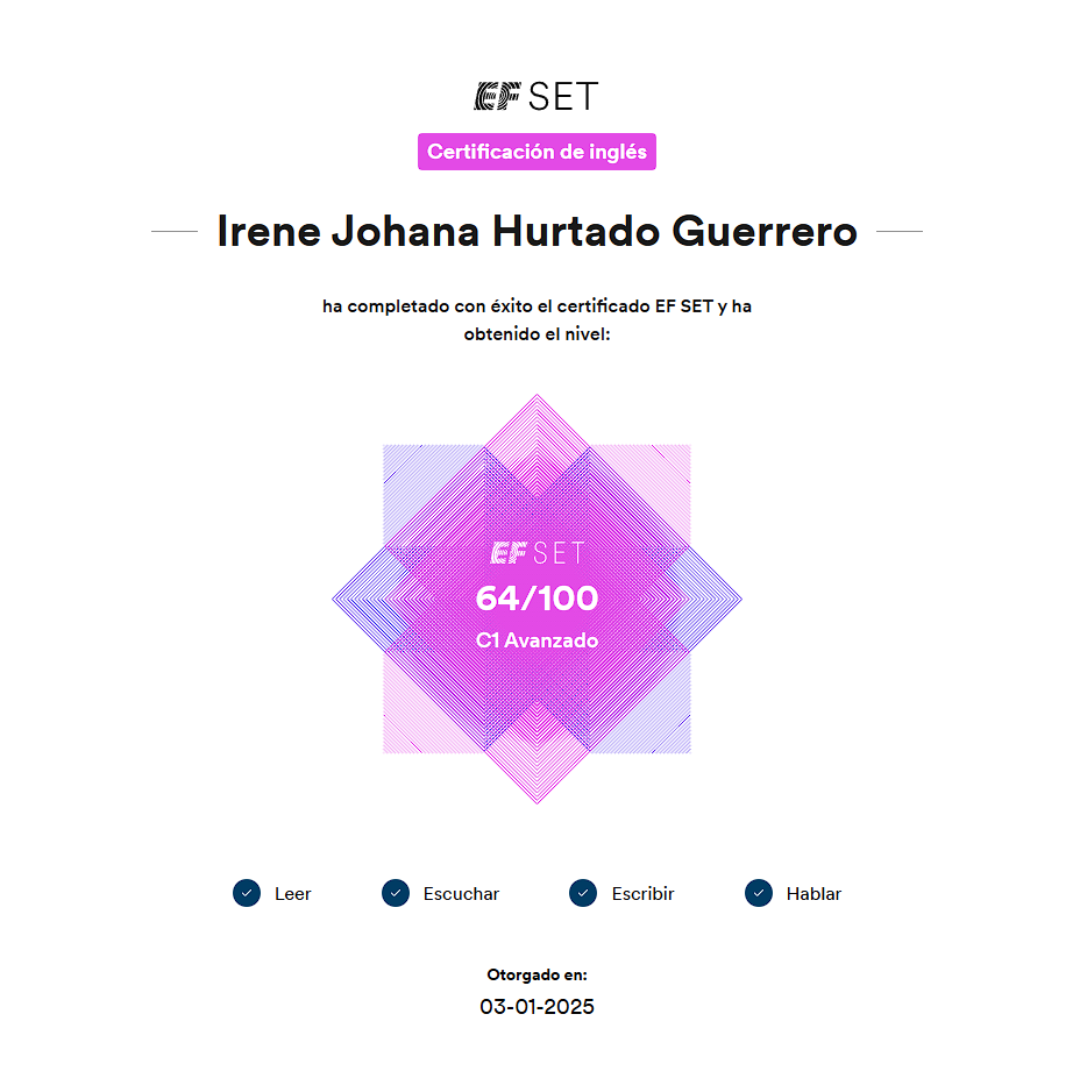 EF SET
Certificación de inglés
Irene Johana Hurtado Guerrero
ha completado con éxito el certificado EF SET y ha
obtenido el nivel:
EF SET
64/100
C1 Avanzado
Leer Escuchar Escribir Hablar
Otorgado en:
03-01-2025